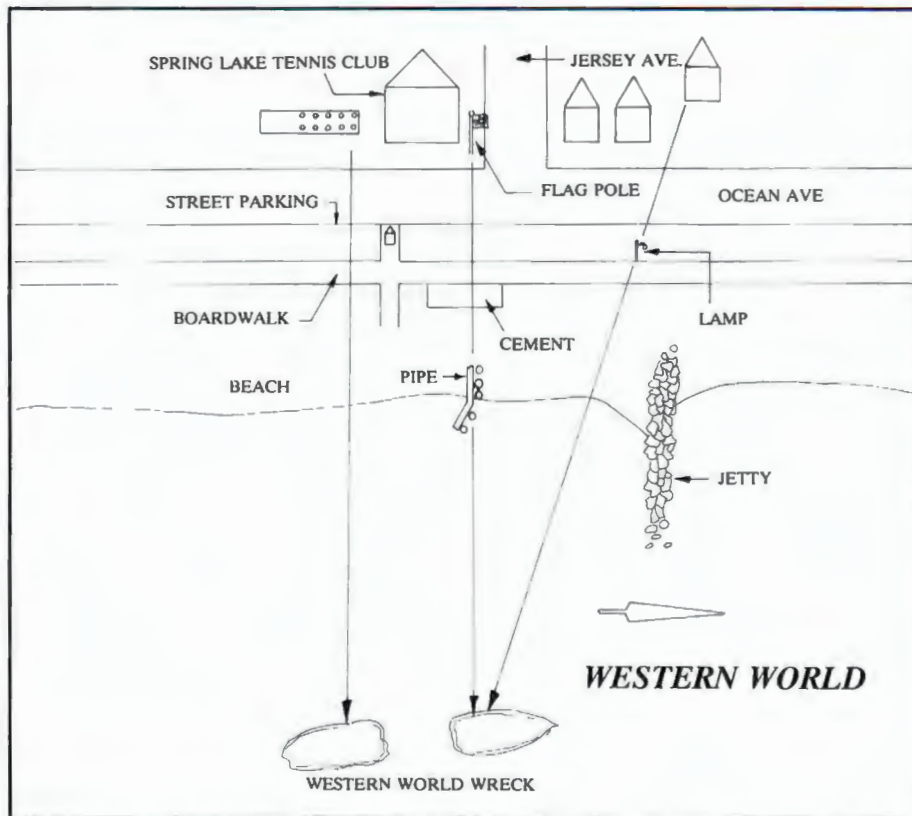 SPRING LAKE TENNIS CLUB
JERSEY AVE.
FLAG POLE
OCEAN AVE
STREET PARKING
BOARDWALK
CEMENT
LAMP
BEACH
PIPE
JETTY
WESTERN WORLD
WESTERN WORLD WRECK